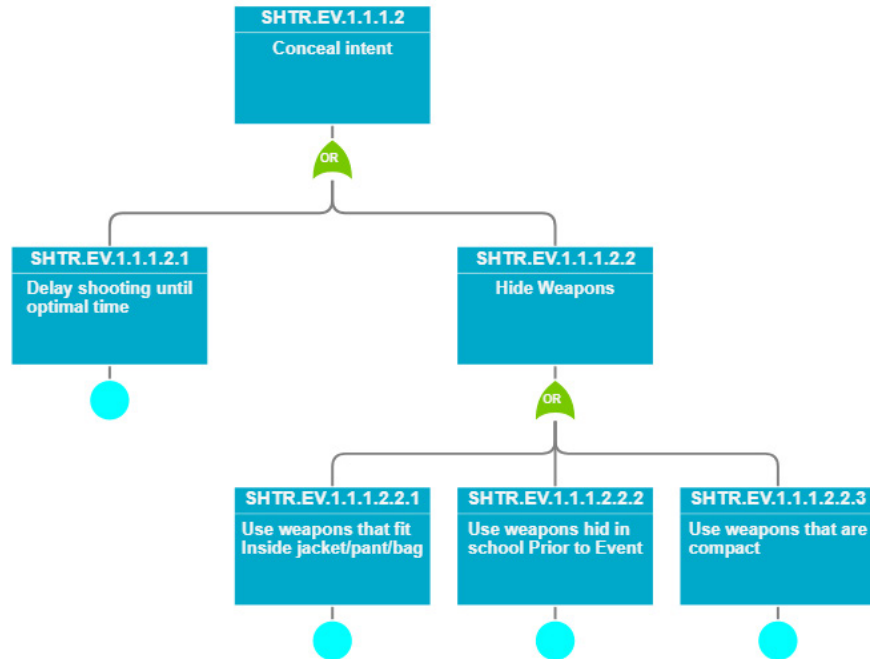 SHTR.EV.1.1.1.2
Conceal intent
OR
SHTR.EV.1.1.1.2.1
Delay shooting until
optimal time
SHTR.EV.1.1.1.2.2
Hide Weapons
OR
SHTR.EV.1.1.1.2.2.1
Use weapons that fit
Inside jacket/pant/bag
SHTR.EV.1.1.1.2.2.2
Use weapons hid in
school Prior to Event
SHTR.EV.1.1.1.2.2.3
Use weapons that are
compact